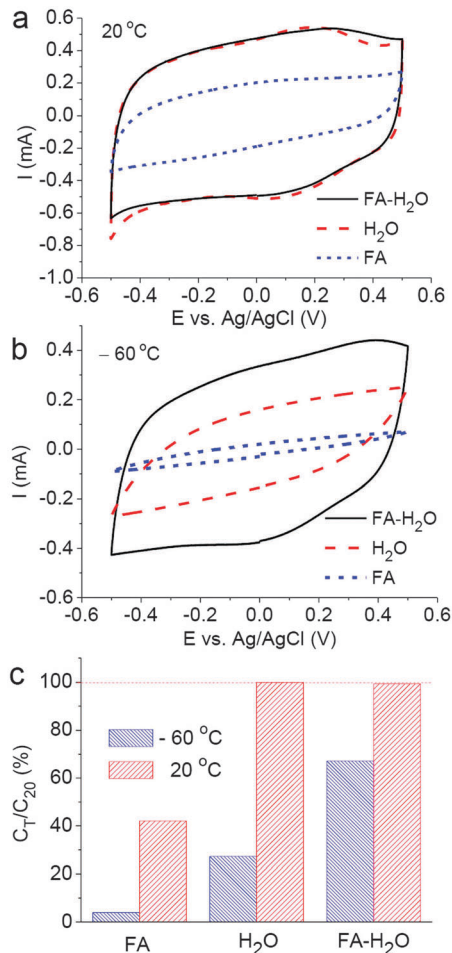 a
20 °C
0.6
0.4
0.2
0.0
-0.2
-0.4
-0.6
-0.8
-1.0
I (mA)
FA-H₂O
H₂O
FA
-0.6 -0.4 -0.2 0.0 0.2 0.4 0.6
E vs. Ag/AgCl (V)
b
– 60 °C
0.4
0.2
0.0
-0.2
-0.4
-0.6
I (mA)
FA-H₂O
H₂O
FA
-0.6 -0.4 -0.2 0.0 0.2 0.4 0.6
E vs. Ag/AgCl (V)
c
100
80
60
40
20
0
C_T/C₂₀ (%)
- 60 °C
20 °C
FA H₂O FA-H₂O